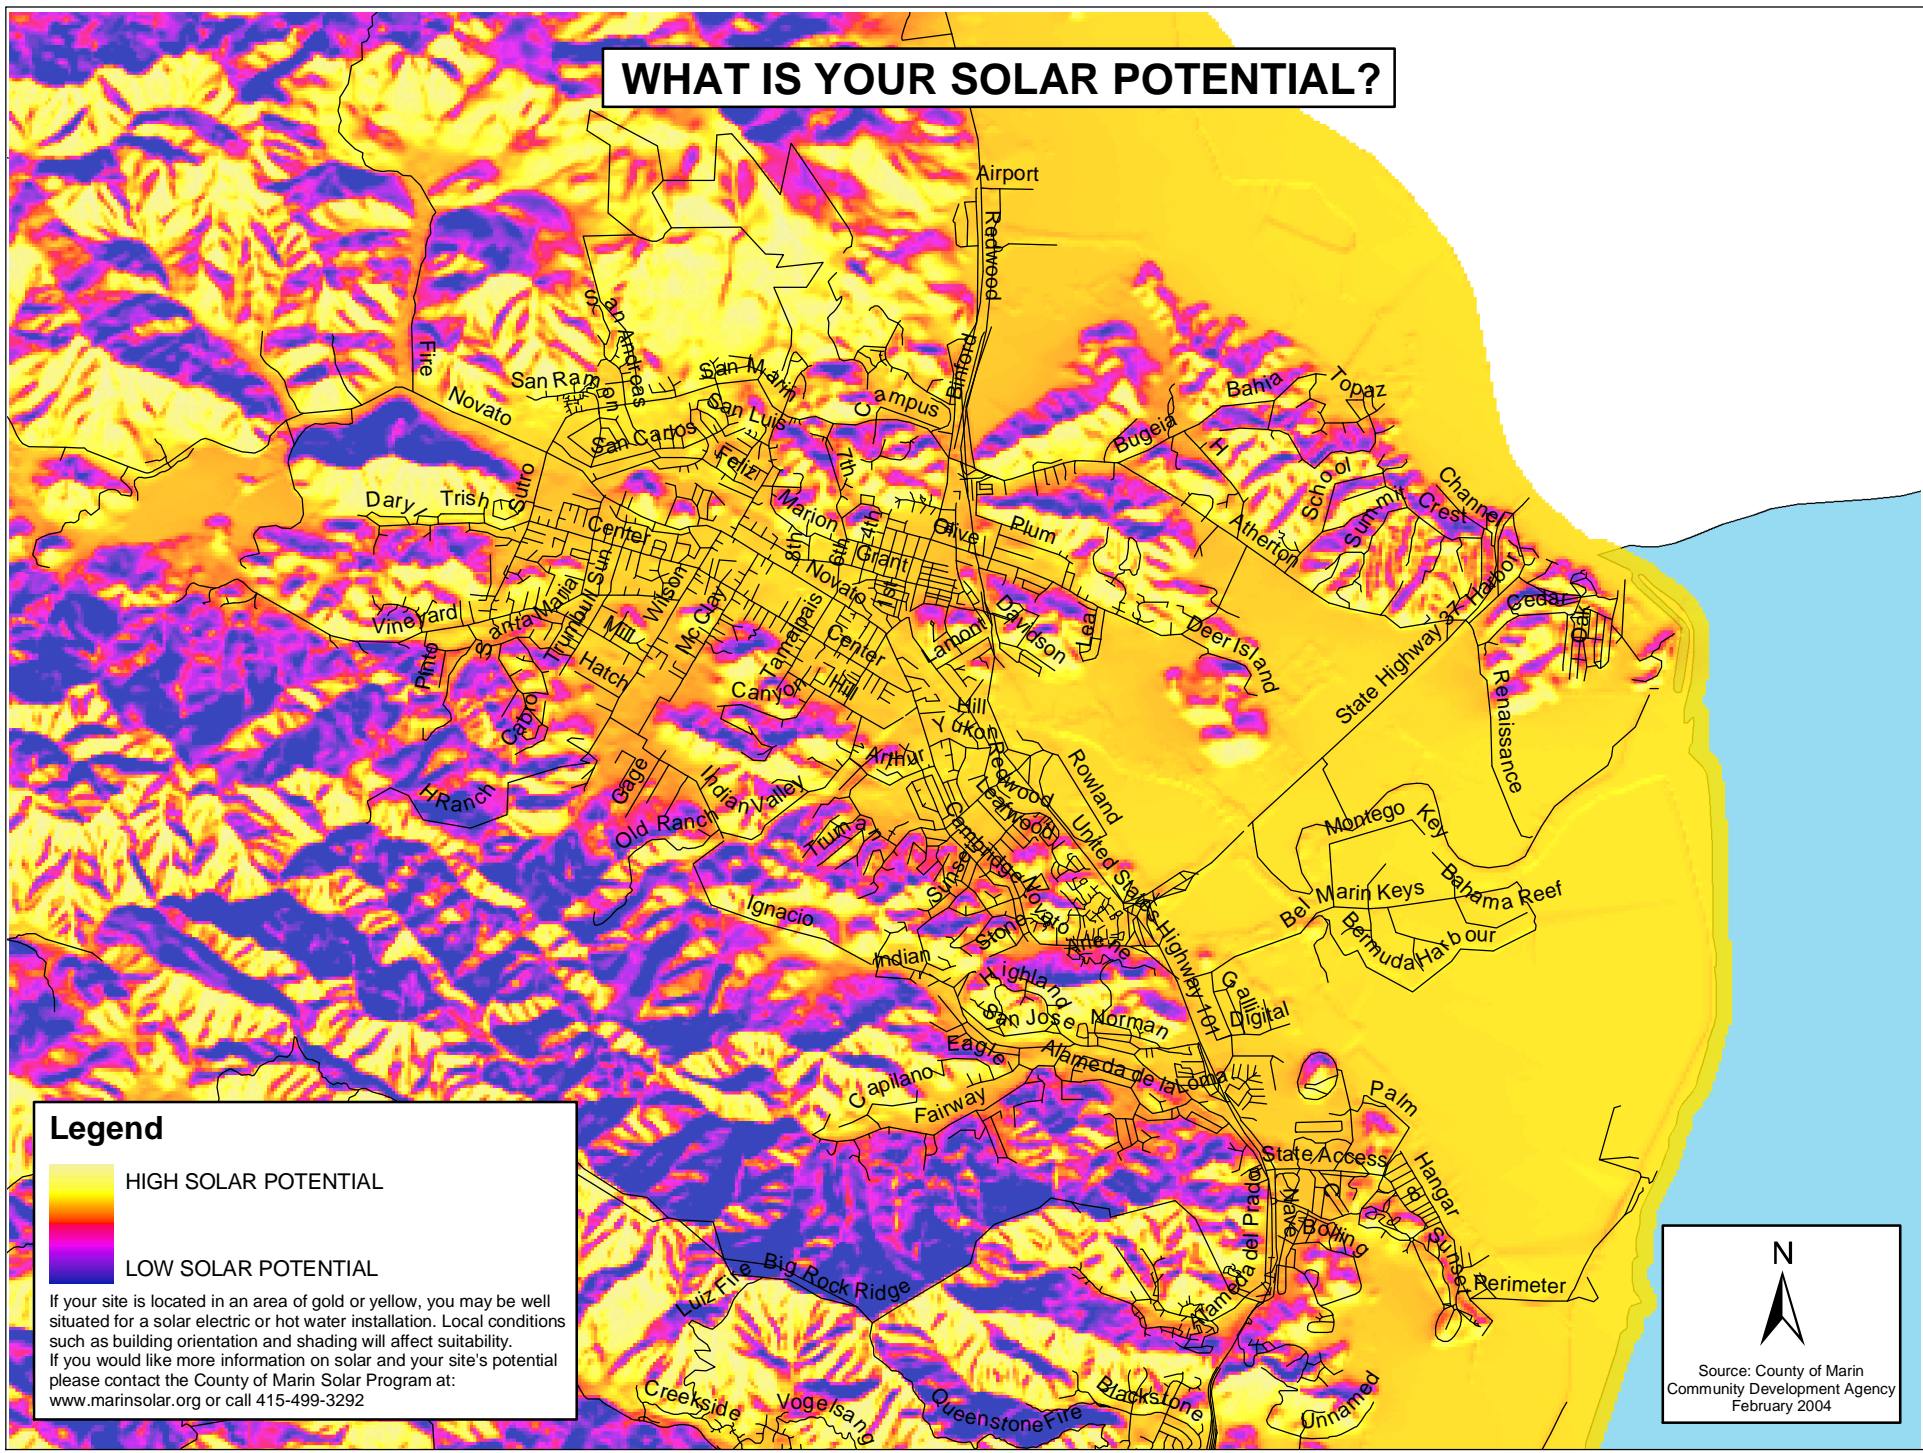 WHAT IS YOUR SOLAR POTENTIAL?
Airport
Redwood
Binford
Fire
San Andreas
San Ramon
San Marin
Novato
San Luis
Campus
San Carlos
Feliz
7th
Bahia
Topaz
Bugeia
H
School
Summit
Crest
Channel
Sutro
Trish
Center
Marion
8th
6th
4th
Olive
Plum
Grant
Atherton
Novato
1st
Sun
Wilson
Mc Clay
Vineyard
Santa Maria
Trumbull
Mill
Hatch
Pinto
Cabro
Tamalpais
Center
Lamont
Davidson
Lea
Deer Island
State Highway 37
Harbor
Cedar
Oak
Renaissance
Canyon
Hill
Hill
Yukon
Arthur
Redwood
Rowland
Leafwood
Gage
Indian Valley
H Ranch
Old Ranch
Truman
Cambridge
Sunset
Novato
United States Highway 101
Montego
Key
Bel
Marin Keys
Bahama Reef
Bermuda
Harbour
Ignacio
Stone
Arlene
Indian
Highland
Galli
Digital
San Jose
Norman
Eagle
Alameda de la Loma
Capilano
Fairway
Palm
State Access
Hangar
8
C
Nave
Bolling
Sunset
Perimeter
Alameda del Prado
Big Rock Ridge
Luiz Fire
Creekside
Vogelsang
Queenstone Fire
Blackstone
Unnamed
Legend
HIGH SOLAR POTENTIAL
LOW SOLAR POTENTIAL
If your site is located in an area of gold or yellow, you may be well
situated for a solar electric or hot water installation. Local conditions
such as building orientation and shading will affect suitability.
If you would like more information on solar and your site's potential
please contact the County of Marin Solar Program at:
www.marinsolar.org or call 415-499-3292
N
Source: County of Marin
Community Development Agency
February 2004